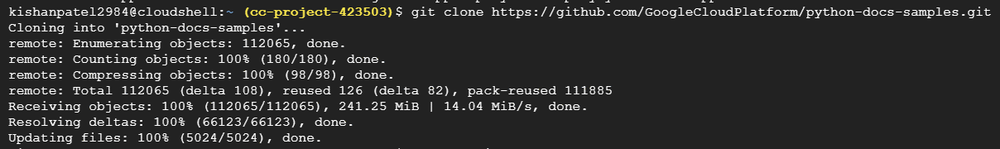 kishanpatel2984@cloudshell:~ (cc-project-423503)$ git clone https://github.com/GoogleCloudPlatform/python-docs-samples.git
Cloning into 'python-docs-samples'...
remote: Enumerating objects: 112065, done.
remote: Counting objects: 100% (180/180), done.
remote: Compressing objects: 100% (98/98), done.
remote: Total 112065 (delta 108), reused 126 (delta 82), pack-reused 111885
Receiving objects: 100% (112065/112065), 241.25 MiB | 14.04 MiB/s, done.
Resolving deltas: 100% (66123/66123), done.
Updating files: 100% (5024/5024), done.